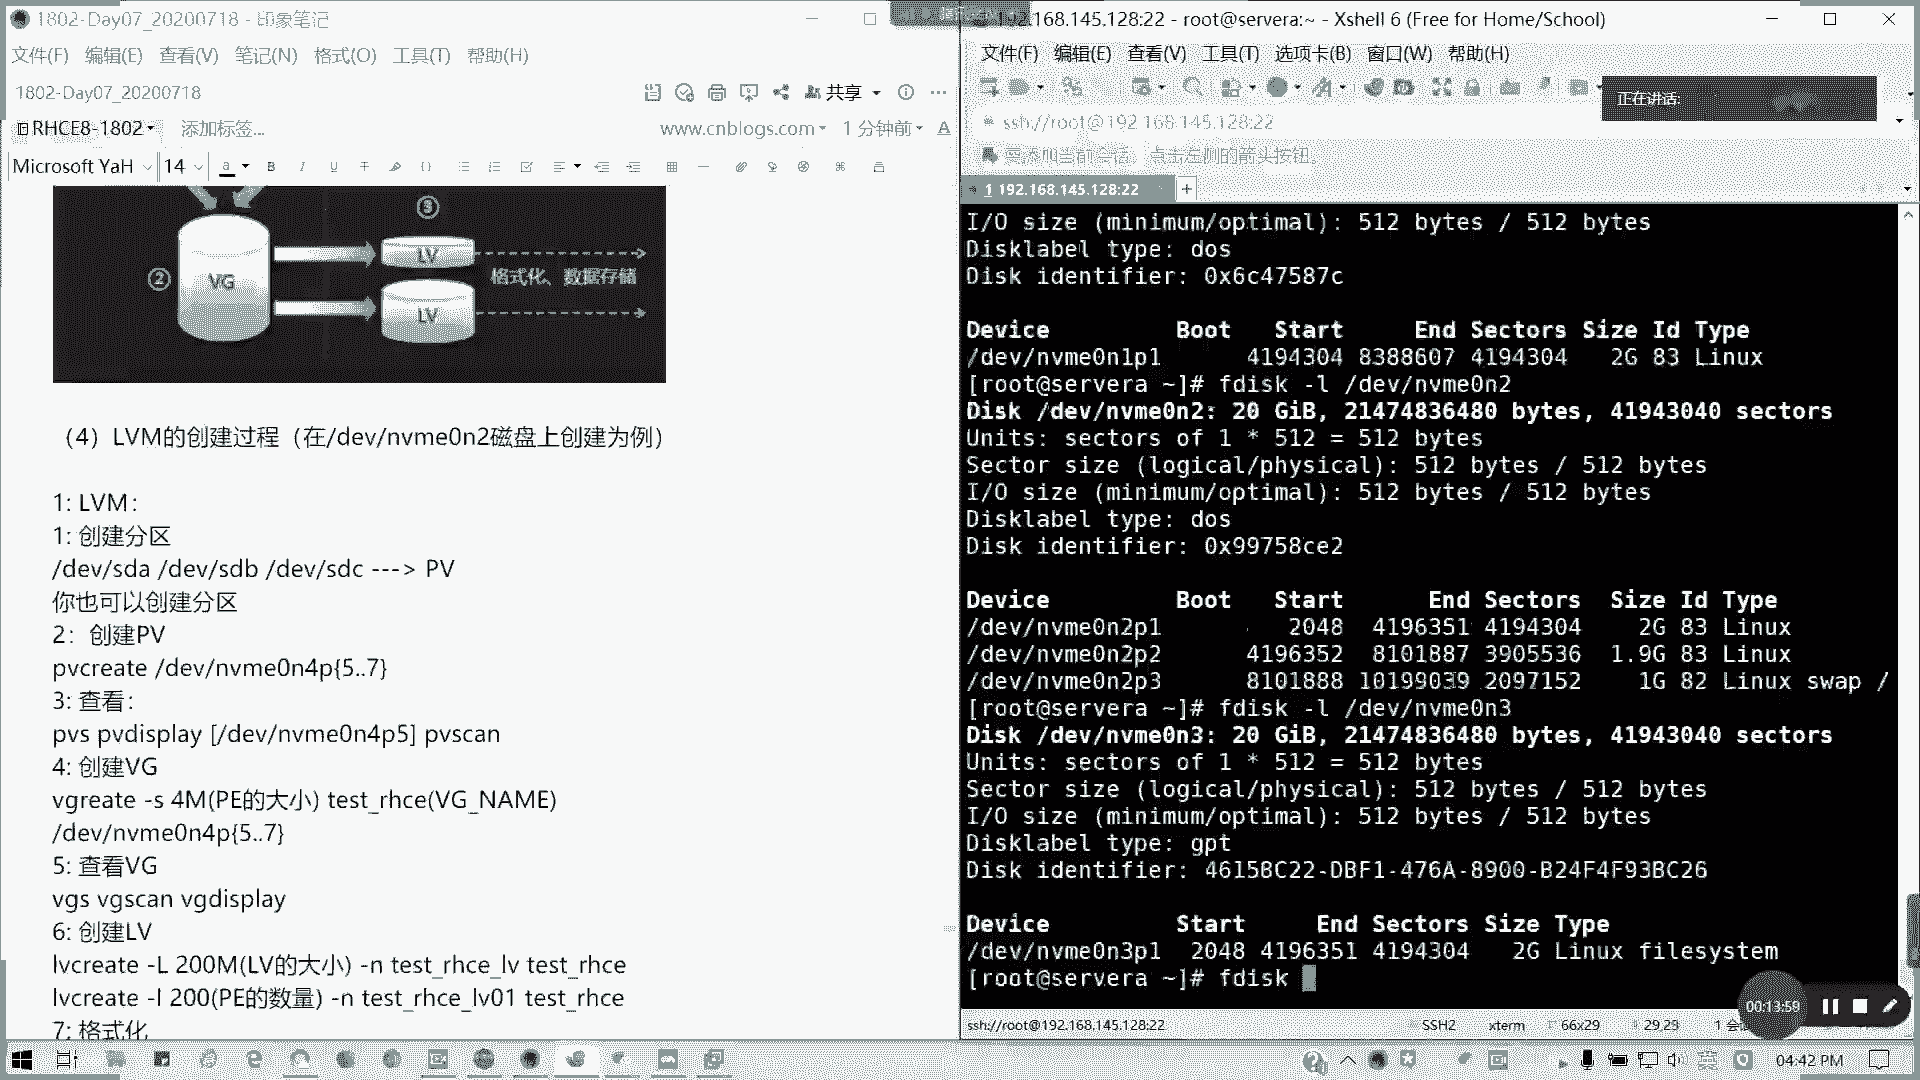 1802-Day07_20200718 - 印象笔记
文件(F) 编辑(E) 查看(V) 笔记(N) 格式(O) 工具(T) 帮助(H)
1802-Day07_20200718
共享
RHCE8-1802
添加标签...
www.cnblogs.com
1 分钟前
Microsoft YaH 14
③
② VG
LV
格式化、数据存储
LV
（4）LVM的创建过程（在/dev/nvme0n2磁盘上创建为例）
1: LVM：
1: 创建分区
/dev/sda /dev/sdb /dev/sdc ---> PV
你也可以创建分区
2：创建PV
pvcreate /dev/nvme0n4p{5..7}
3: 查看：
pvs pvdisplay [/dev/nvme0n4p5] pvscan
4: 创建VG
vgreate -s 4M(PE的大小) test_rhce(VG_NAME)
/dev/nvme0n4p{5..7}
5: 查看VG
vgs vgscan vgdisplay
6: 创建LV
lvcreate -L 200M(LV的大小) -n test_rhce_lv test_rhce
lvcreate -l 200(PE的数量) -n test_rhce_lv01 test_rhce
7: 格式化
192.168.145.128:22 - root@servera:~ - Xshell 6 (Free for Home/School)
文件(F) 编辑(E) 查看(V) 工具(T) 选项卡(B) 窗口(W) 帮助(H)
正在讲话:
ssh://root@192.168.145.128:22
要添加当前会话，点击左侧的箭头按钮。
1 192.168.145.128:22
I/O size (minimum/optimal): 512 bytes / 512 bytes
Disklabel type: dos
Disk identifier: 0x6c47587c
Device Boot Start End Sectors Size Id Type
/dev/nvme0n1p1 4194304 8388607 4194304 2G 83 Linux
[root@servera ~]# fdisk -l /dev/nvme0n2
Disk /dev/nvme0n2: 20 GiB, 21474836480 bytes, 41943040 sectors
Units: sectors of 1 * 512 = 512 bytes
Sector size (logical/physical): 512 bytes / 512 bytes
I/O size (minimum/optimal): 512 bytes / 512 bytes
Disklabel type: dos
Disk identifier: 0x99758ce2
Device Boot Start End Sectors Size Id Type
/dev/nvme0n2p1 2048 4196351 4194304 2G 83 Linux
/dev/nvme0n2p2 4196352 8101887 3905536 1.9G 83 Linux
/dev/nvme0n2p3 8101888 10199039 2097152 1G 82 Linux swap /
[root@servera ~]# fdisk -l /dev/nvme0n3
Disk /dev/nvme0n3: 20 GiB, 21474836480 bytes, 41943040 sectors
Units: sectors of 1 * 512 = 512 bytes
Sector size (logical/physical): 512 bytes / 512 bytes
I/O size (minimum/optimal): 512 bytes / 512 bytes
Disklabel type: gpt
Disk identifier: 4615BC22-DBF1-476A-8900-B24F4F93BC26
Device Start End Sectors Size Type
/dev/nvme0n3p1 2048 4196351 4194304 2G Linux filesystem
[root@servera ~]# fdisk
00:13:59
ssh://root@192.168.145.128:22 SSH2 xterm 66x29 29,29
英
04:42 PM